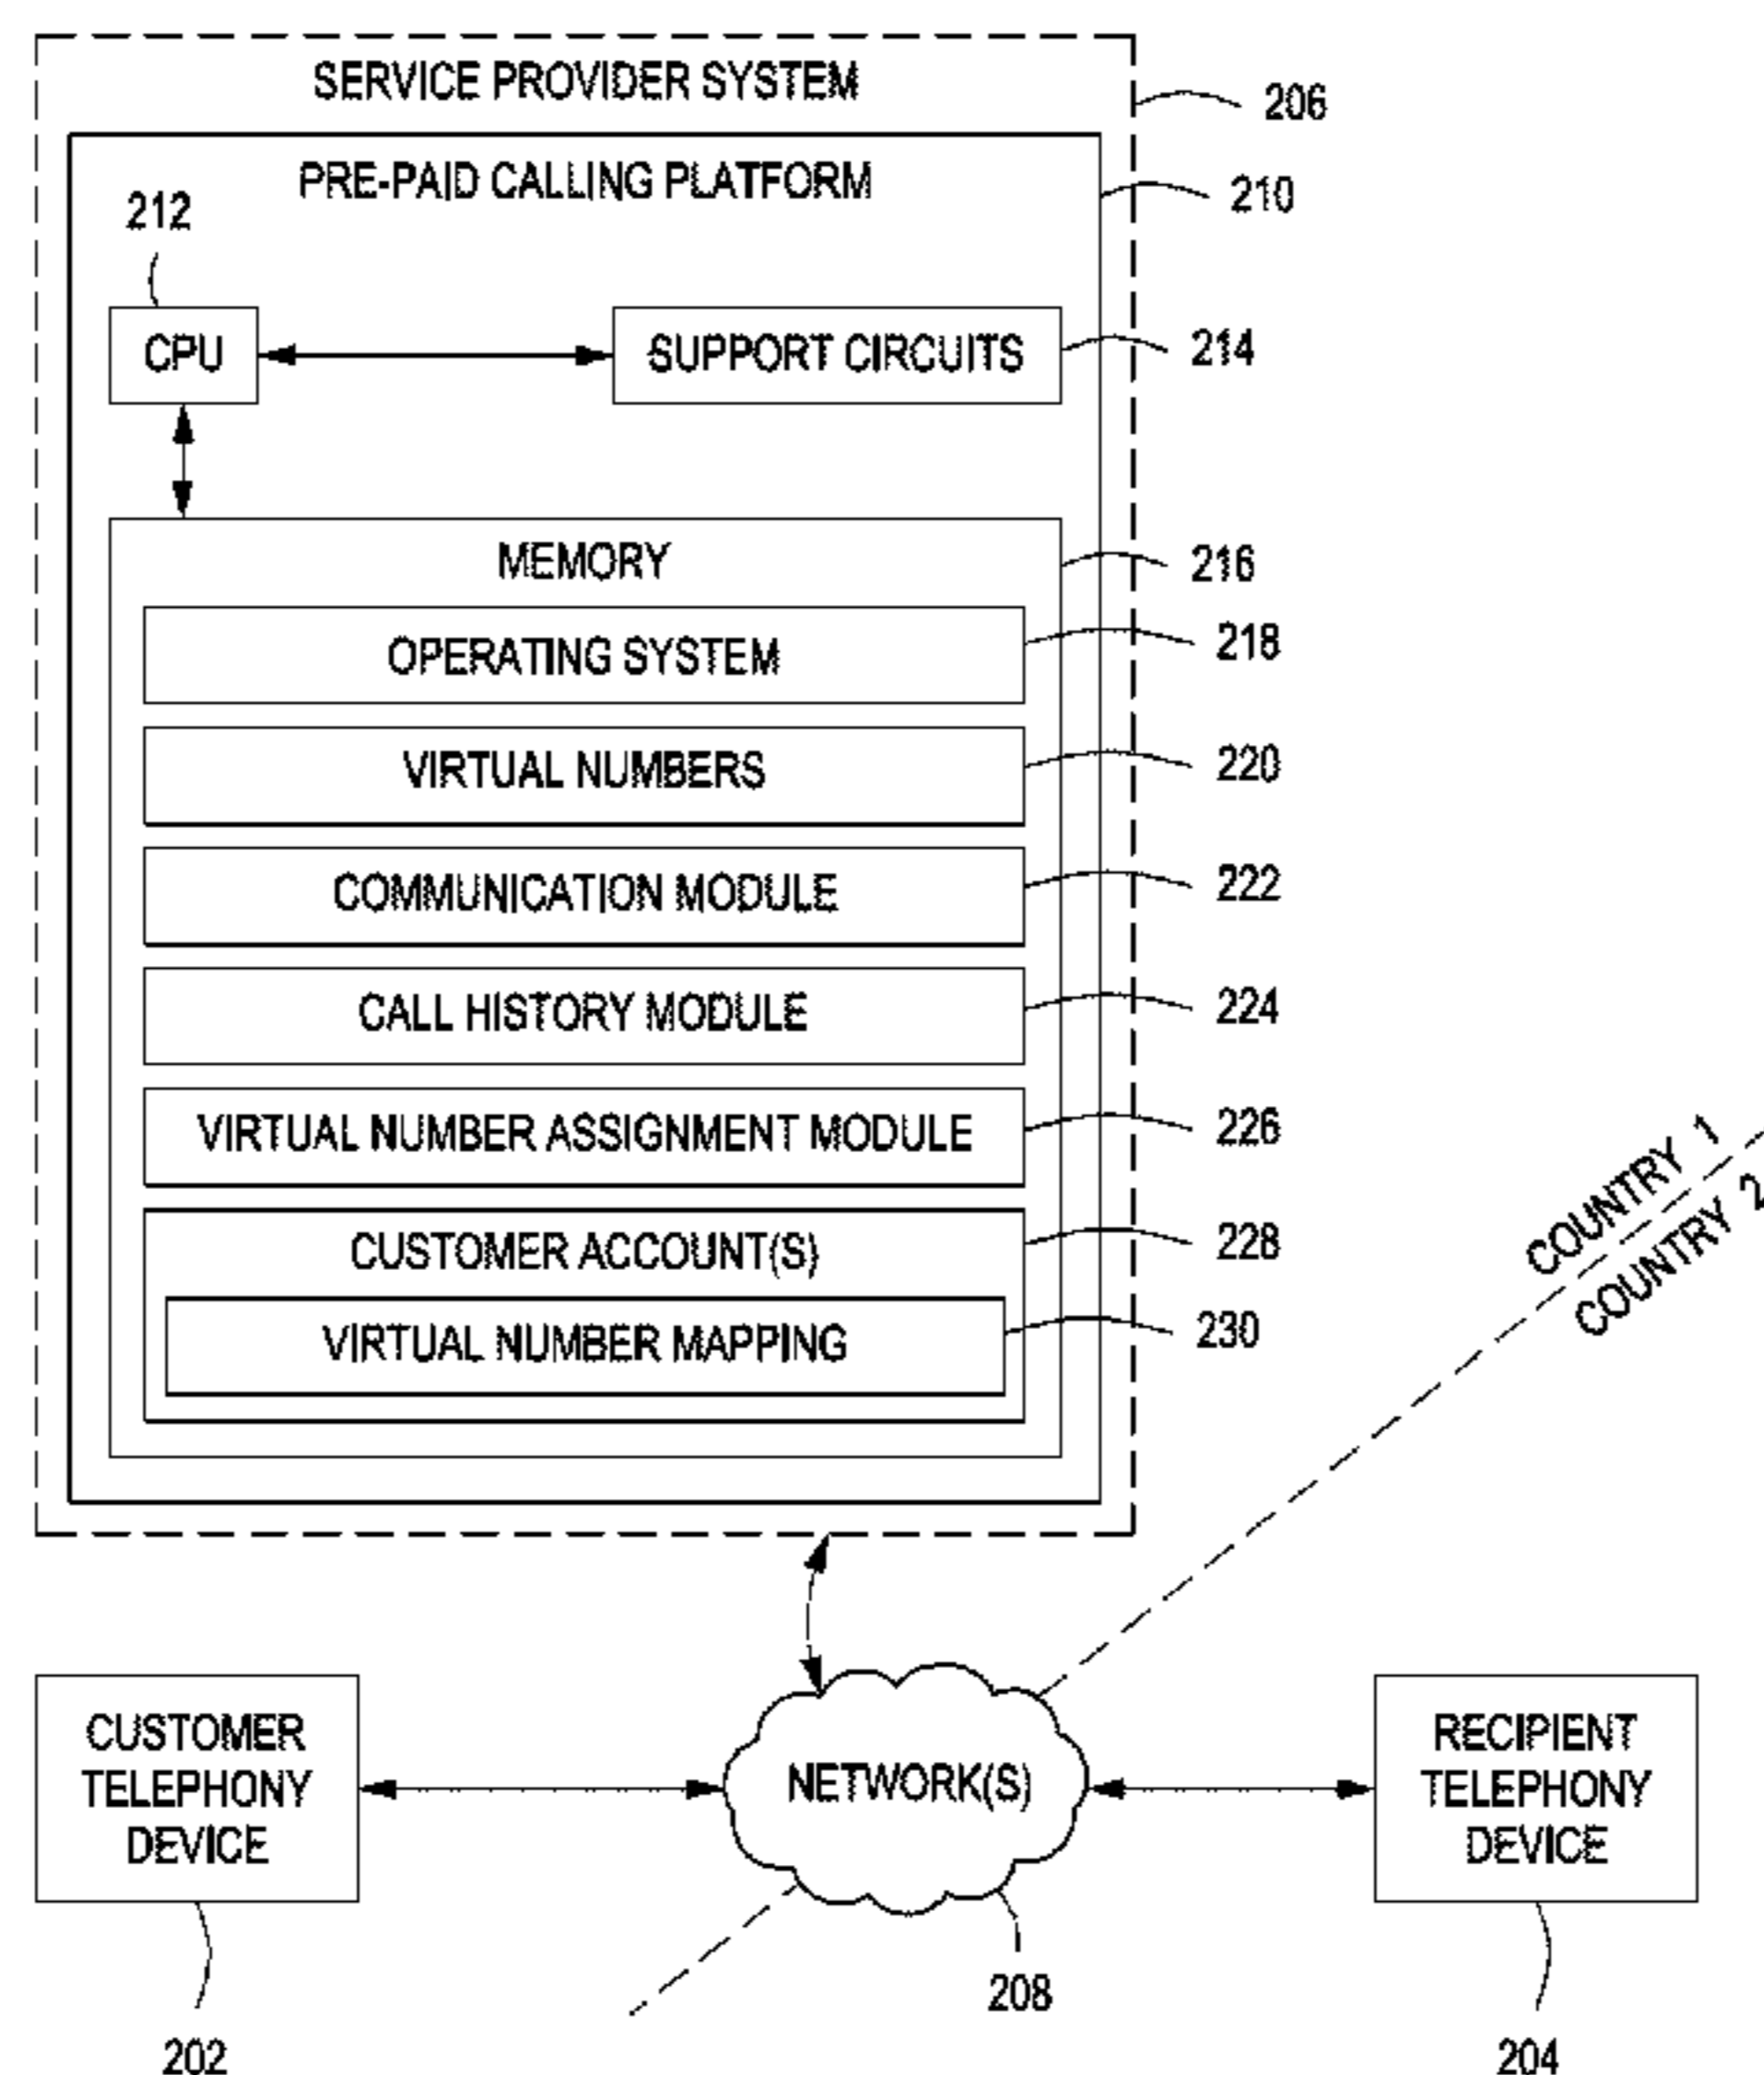 SERVICE PROVIDER SYSTEM
206
PRE-PAID CALLING PLATFORM
210
212
CPU
SUPPORT CIRCUITS
214
MEMORY
216
OPERATING SYSTEM
218
VIRTUAL NUMBERS
220
COMMUNICATION MODULE
222
CALL HISTORY MODULE
224
VIRTUAL NUMBER ASSIGNMENT MODULE
226
CUSTOMER ACCOUNT(S)
228
VIRTUAL NUMBER MAPPING
230
COUNTRY 1
COUNTRY 2
CUSTOMER
TELEPHONY
DEVICE
NETWORK(S)
RECIPIENT
TELEPHONY
DEVICE
208
202
204